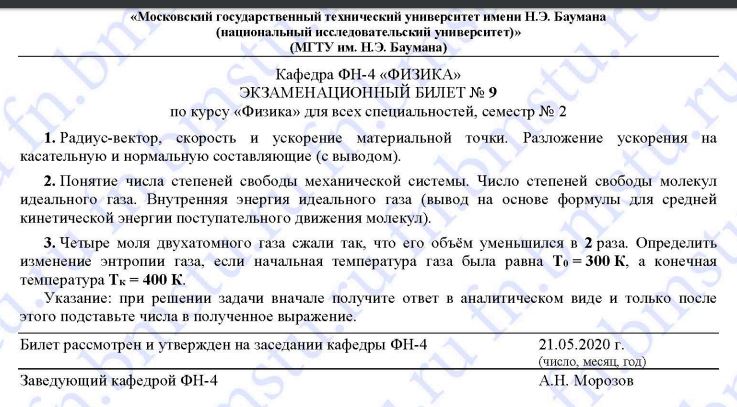 «Московский государственный технический университет имени Н.Э. Баумана
(национальный исследовательский университет)»
(МГТУ им. Н.Э. Баумана)
Кафедра ФН-4 «ФИЗИКА»
ЭКЗАМЕНАЦИОННЫЙ БИЛЕТ № 9
по курсу «Физика» для всех специальностей, семестр № 2
1. Радиус-вектор, скорость и ускорение материальной точки. Разложение ускорения на
касательную и нормальную составляющие (с выводом).
2. Понятие числа степеней свободы механической системы. Число степеней свободы молекул
идеального газа. Внутренняя энергия идеального газа (вывод на основе формулы для средней
кинетической энергии поступательного движения молекул).
3. Четыре моля двухатомного газа сжали так, что его объём уменьшился в 2 раза. Определить
изменение энтропии газа, если начальная температура газа была равна T₀ = 300 К, а конечная
температура Tк = 400 К.
Указание: при решении задачи вначале получите ответ в аналитическом виде и только после
этого подставьте числа в полученное выражение.
Билет рассмотрен и утвержден на заседании кафедры ФН-4 21.05.2020 г.
(число, месяц, год)
Заведующий кафедрой ФН-4 А.Н. Морозов
fn.bmstu.ru